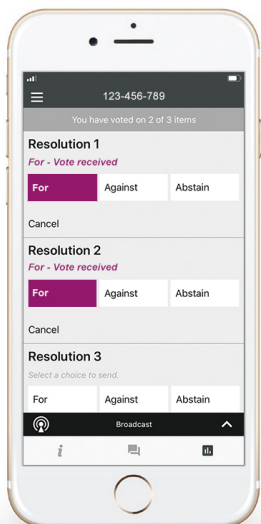 123-456-789
You have voted on 2 of 3 items
Resolution 1
For - Vote received
For Against Abstain
Cancel
Resolution 2
For - Vote received
For Against Abstain
Cancel
Resolution 3
Select a choice to send.
For Against Abstain
Broadcast
i